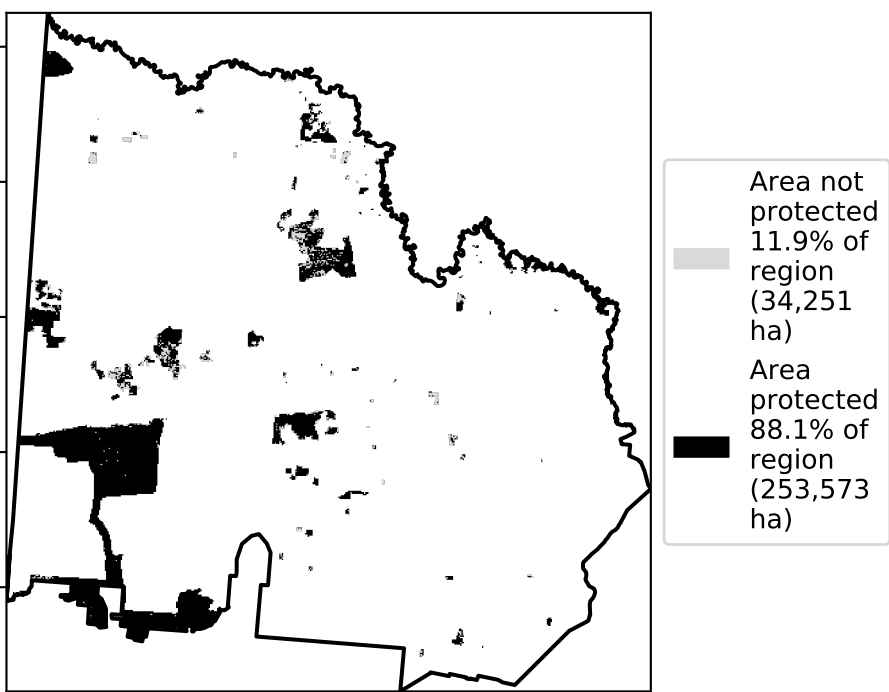 Area not
protected
11.9% of
region
(34,251
ha)
Area
protected
88.1% of
region
(253,573
ha)